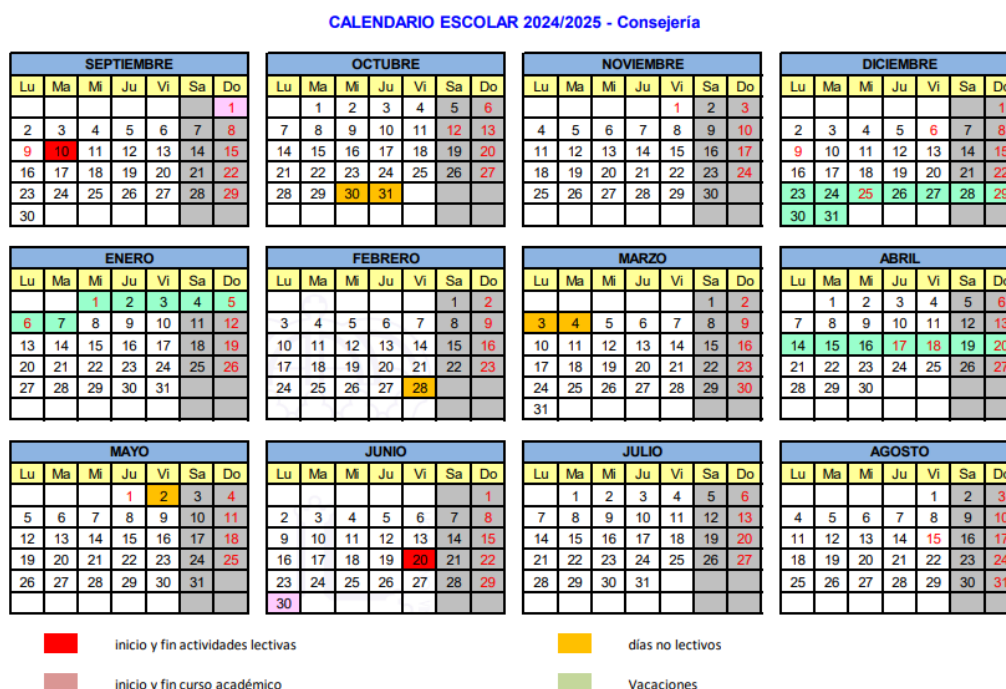 CALENDARIO ESCOLAR 2024/2025 - Consejería
SEPTIEMBRE
Lu Ma Mi Ju Vi Sa Do
1
2 3 4 5 6 7 8
9 10 11 12 13 14 15
16 17 18 19 20 21 22
23 24 25 26 27 28 29
30
OCTUBRE
Lu Ma Mi Ju Vi Sa Do
1 2 3 4 5 6
7 8 9 10 11 12 13
14 15 16 17 18 19 20
21 22 23 24 25 26 27
28 29 30 31
NOVIEMBRE
Lu Ma Mi Ju Vi Sa Do
1 2 3
4 5 6 7 8 9 10
11 12 13 14 15 16 17
18 19 20 21 22 23 24
25 26 27 28 29 30
DICIEMBRE
Lu Ma Mi Ju Vi Sa Do
1
2 3 4 5 6 7 8
9 10 11 12 13 14 15
16 17 18 19 20 21 22
23 24 25 26 27 28 29
30 31
ENERO
Lu Ma Mi Ju Vi Sa Do
1 2 3 4 5
6 7 8 9 10 11 12
13 14 15 16 17 18 19
20 21 22 23 24 25 26
27 28 29 30 31
FEBRERO
Lu Ma Mi Ju Vi Sa Do
1 2
3 4 5 6 7 8 9
10 11 12 13 14 15 16
17 18 19 20 21 22 23
24 25 26 27 28
MARZO
Lu Ma Mi Ju Vi Sa Do
1 2
3 4 5 6 7 8 9
10 11 12 13 14 15 16
17 18 19 20 21 22 23
24 25 26 27 28 29 30
31
ABRIL
Lu Ma Mi Ju Vi Sa Do
1 2 3 4 5 6
7 8 9 10 11 12 13
14 15 16 17 18 19 20
21 22 23 24 25 26 27
28 29 30
MAYO
Lu Ma Mi Ju Vi Sa Do
1 2 3 4
5 6 7 8 9 10 11
12 13 14 15 16 17 18
19 20 21 22 23 24 25
26 27 28 29 30 31
JUNIO
Lu Ma Mi Ju Vi Sa Do
1
2 3 4 5 6 7 8
9 10 11 12 13 14 15
16 17 18 19 20 21 22
23 24 25 26 27 28 29
30
JULIO
Lu Ma Mi Ju Vi Sa Do
1 2 3 4 5 6
7 8 9 10 11 12 13
14 15 16 17 18 19 20
21 22 23 24 25 26 27
28 29 30 31
AGOSTO
Lu Ma Mi Ju Vi Sa Do
1 2 3
4 5 6 7 8 9 10
11 12 13 14 15 16 17
18 19 20 21 22 23 24
25 26 27 28 29 30 31
inicio y fin actividades lectivas
días no lectivos
inicio y fin curso académico
Vacaciones